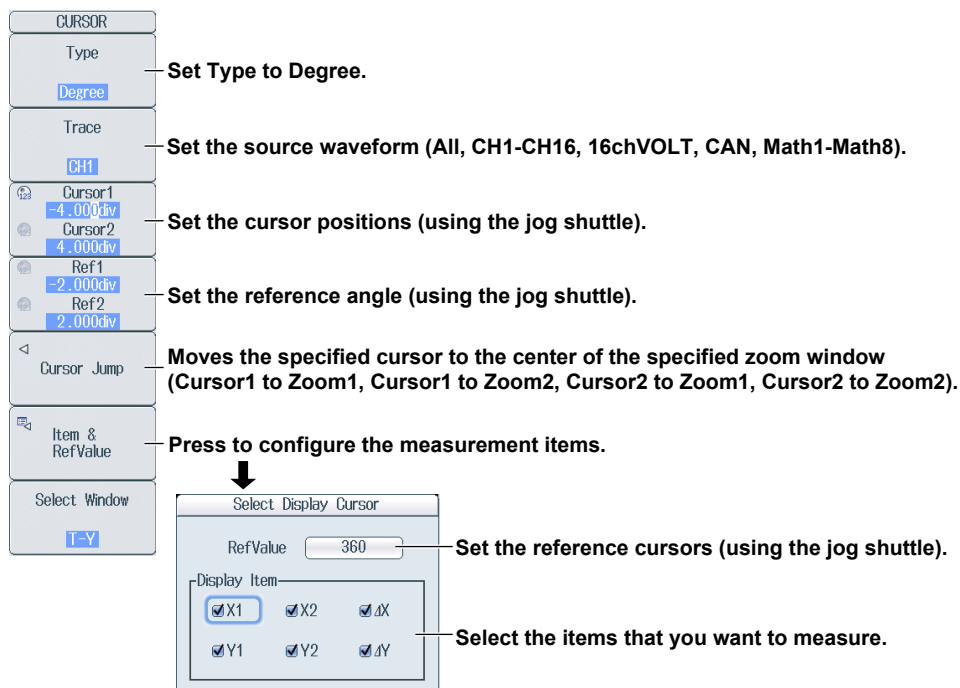 CURSOR
Type
Degree
Set Type to Degree.
Trace
CH1
Set the source waveform (All, CH1-CH16, 16chVOLT, CAN, Math1-Math8).
Cursor1
-4.000div
Cursor2
4.000div
Set the cursor positions (using the jog shuttle).
Ref1
-2.000div
Ref2
2.000div
Set the reference angle (using the jog shuttle).
Cursor Jump
Moves the specified cursor to the center of the specified zoom window
(Cursor1 to Zoom1, Cursor1 to Zoom2, Cursor2 to Zoom1, Cursor2 to Zoom2).
Item &
RefValue
Press to configure the measurement items.
Select Window
T-Y
Select Display Cursor
RefValue 360
Set the reference cursors (using the jog shuttle).
Display Item
X1 X2 ΔX
Y1 Y2 ΔY
Select the items that you want to measure.